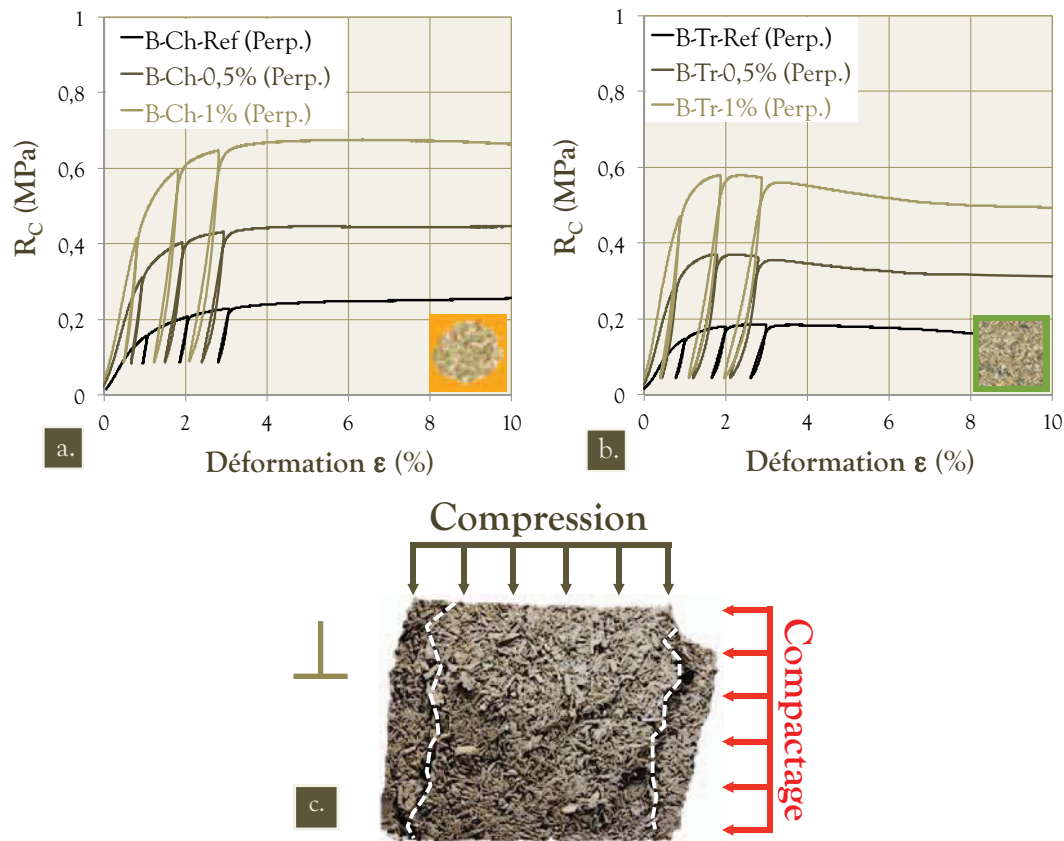 1
0,8
0,6
0,4
0,2
0
R_C (MPa)
B-Ch-Ref (Perp.)
B-Ch-0,5% (Perp.)
B-Ch-1% (Perp.)
0 2 4 6 8 10
Déformation ε (%)
a.
1
0,8
0,6
0,4
0,2
0
R_C (MPa)
B-Tr-Ref (Perp.)
B-Tr-0,5% (Perp.)
B-Tr-1% (Perp.)
0 2 4 6 8 10
Déformation ε (%)
b.
Compression
Compactage
c.